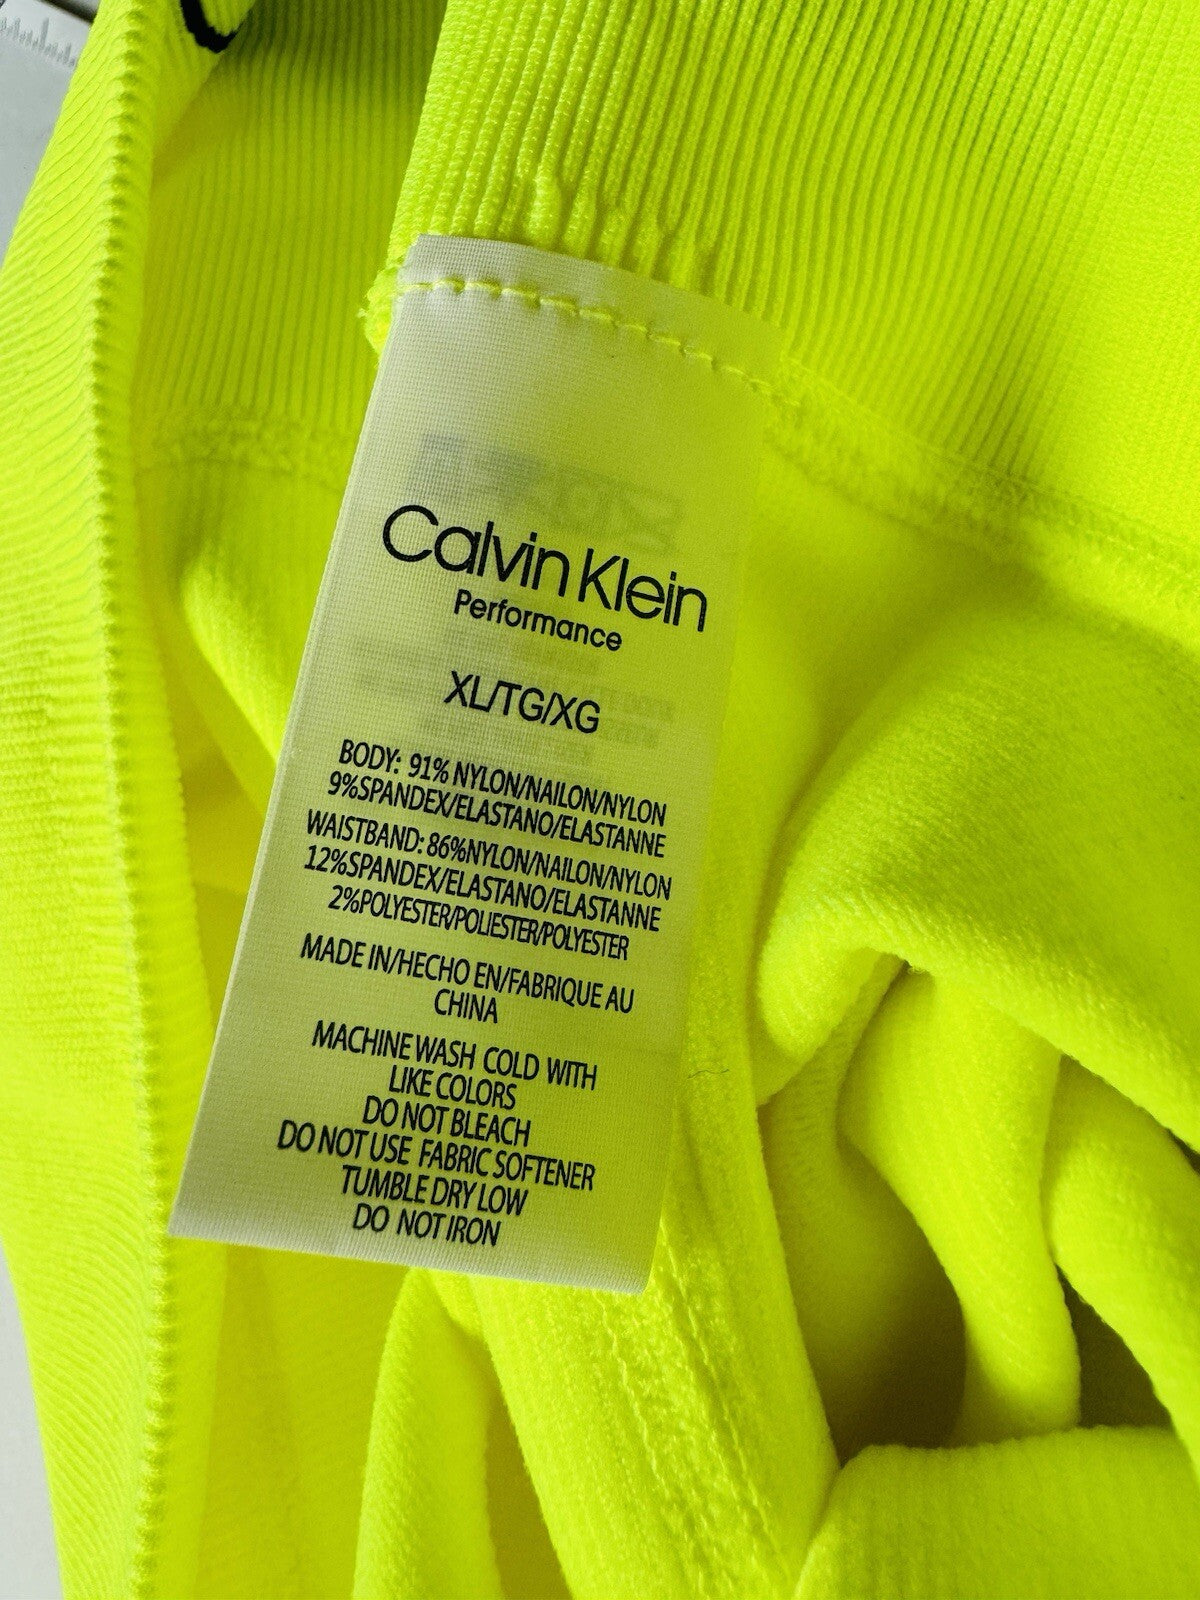 Calvin Klein
Performance
XL/TG/XG
BODY: 91% NYLON/NAILON/NYLON
9%SPANDEX/ELASTANO/ELASTANNE
WAISTBAND: 86%NYLON/NAILON/NYLON
12%SPANDEX/ELASTANO/ELASTANNE
2%POLYESTER/POLIESTER/POLYESTER
MADE IN/HECHO EN/FABRIQUE AU
CHINA
MACHINE WASH COLD WITH
LIKE COLORS
DO NOT BLEACH
DO NOT USE FABRIC SOFTENER
TUMBLE DRY LOW
DO NOT IRON